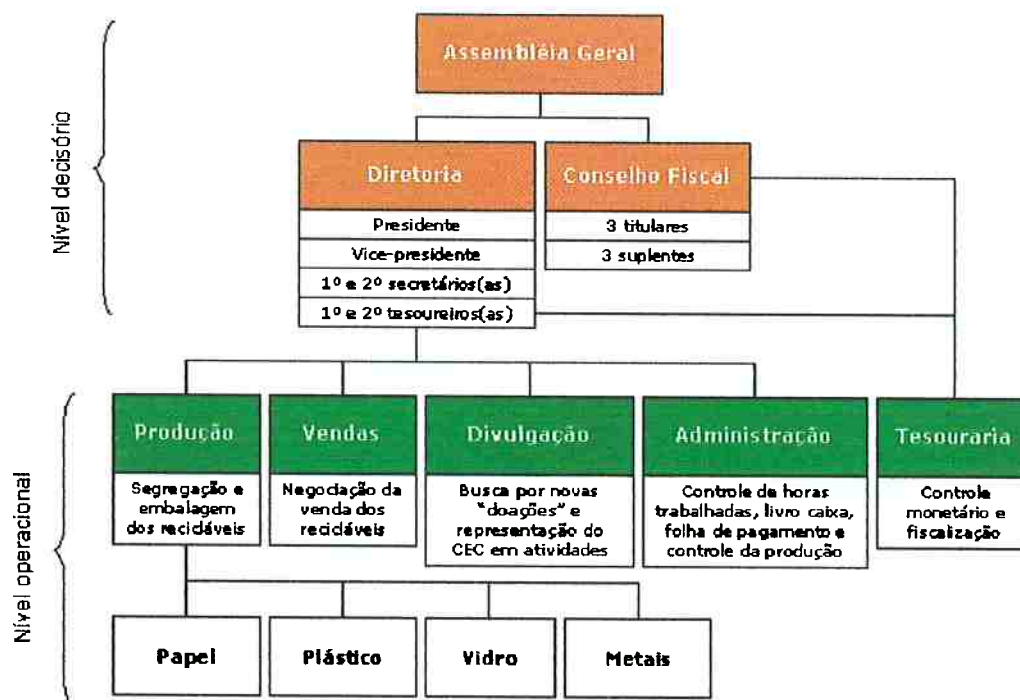 Nível decisório
Assembléia Geral
Diretoria
Presidente
Vice-presidente
1º e 2º secretários(as)
1º e 2º tesoureiros(as)
Conselho Fiscal
3 titulares
3 suplentes
Nível operacional
Produção
Segregação e
embalagem
dos recicláveis
Vendas
Negociação da
venda dos
recicláveis
Divulgação
Busca por novas
"doações" e
representação do
CEC em atividades
Administração
Controle de horas
trabalhadas, livro caixa,
folha de pagamento e
controle da produção
Tesouraria
Controle
monetário e
fiscalização
Papel
Plástico
Vidro
Metais